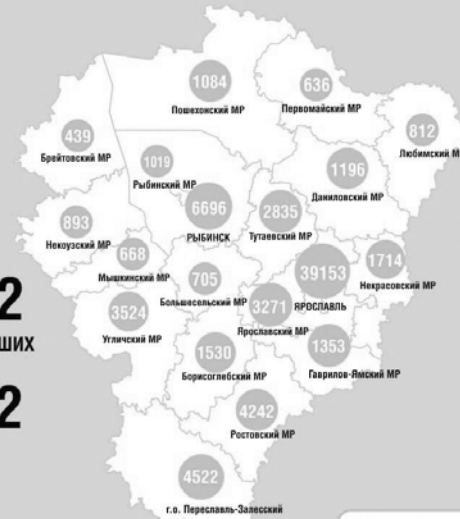 1084
Пошехонский МР
636
Первомайский МР
439
Брейтовский МР
812
Любимский М
1019
Рыбинский МР
1196
Даниловский МР
893
Некоузский МР
6696
РЫБИНСК
2835
Тутаевский МР
668
Мышкинский МР
705
Большесельский МР
39153
ЯРОСЛАВЛЬ
1714
Некрасовский МР
2
ших
2
3524
Угличский МР
3271
Ярославский МР
1530
Борисоглебский МР
1353
Гаврилов-Ямский МР
4242
Ростовский МР
4522
г.о. Переславль-Залесский